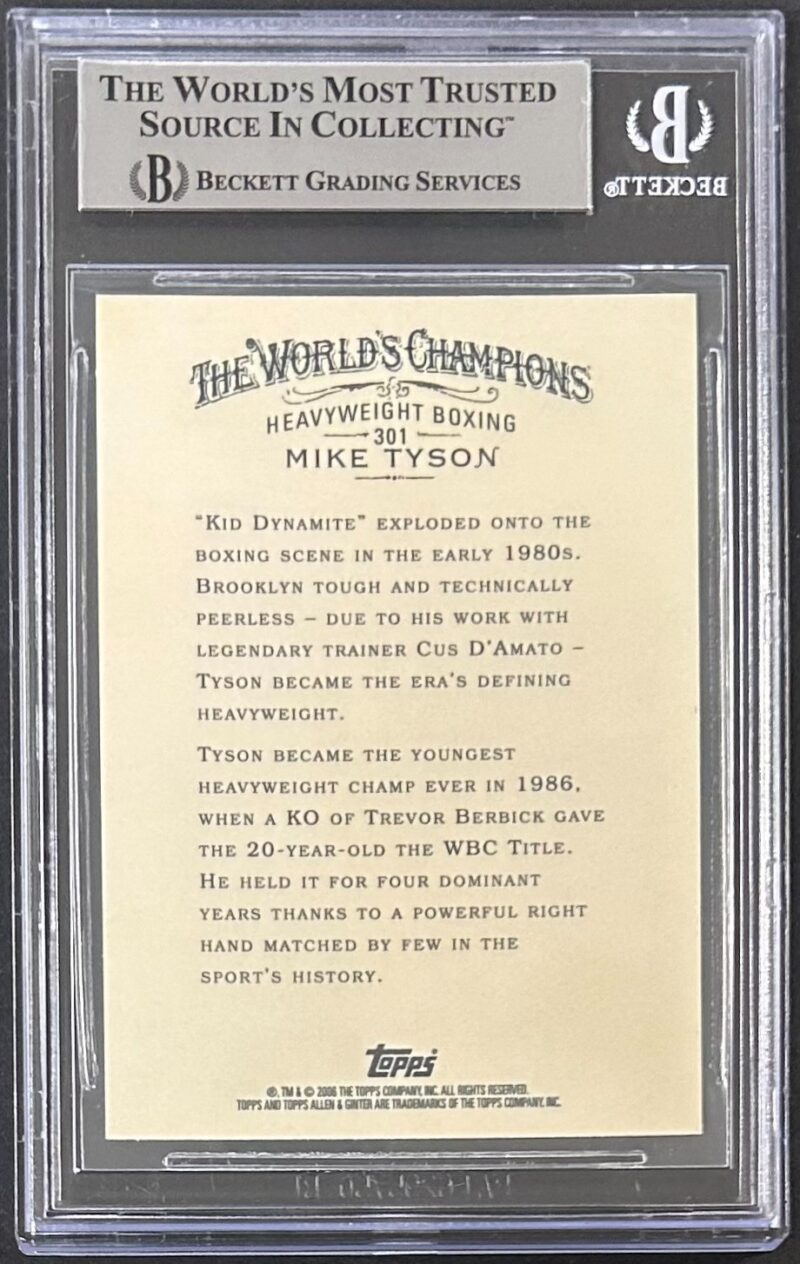 THE WORLD'S MOST TRUSTED
SOURCE IN COLLECTING™
B BECKETT GRADING SERVICES
B
BECKETT®
THE WORLD'S CHAMPIONS
HEAVYWEIGHT BOXING
301
MIKE TYSON
"KID DYNAMITE" EXPLODED ONTO THE
BOXING SCENE IN THE EARLY 1980S.
BROOKLYN TOUGH AND TECHNICALLY
PEERLESS – DUE TO HIS WORK WITH
LEGENDARY TRAINER CUS D'AMATO –
TYSON BECAME THE ERA'S DEFINING
HEAVYWEIGHT.
TYSON BECAME THE YOUNGEST
HEAVYWEIGHT CHAMP EVER IN 1986,
WHEN A KO OF TREVOR BERBICK GAVE
THE 20-YEAR-OLD THE WBC TITLE.
HE HELD IT FOR FOUR DOMINANT
YEARS THANKS TO A POWERFUL RIGHT
HAND MATCHED BY FEW IN THE
SPORT'S HISTORY.
topps
®, TM & © 2006 THE TOPPS COMPANY, INC. ALL RIGHTS RESERVED.
TOPPS AND TOPPS ALLEN & GINTER ARE TRADEMARKS OF THE TOPPS COMPANY, INC.